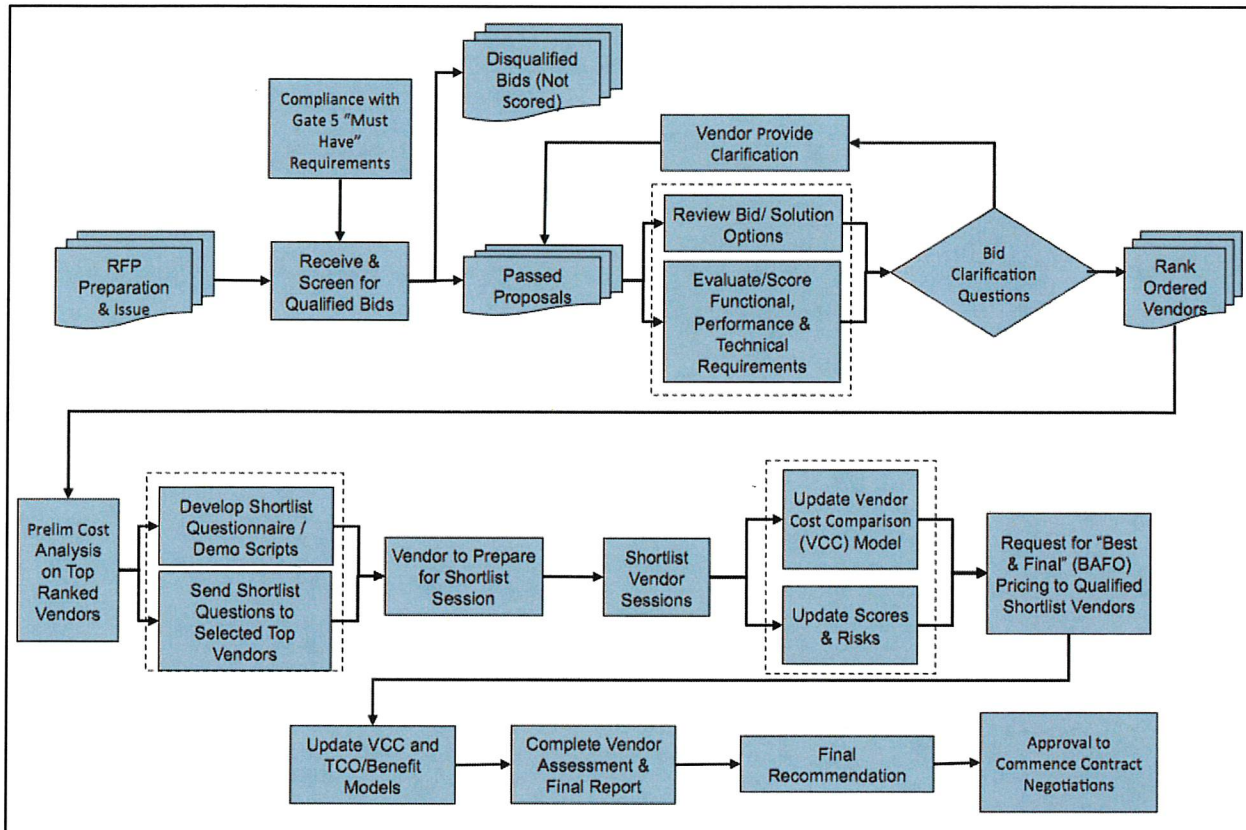 Disqualified
Bids (Not
Scored)
Compliance with
Gate 5 "Must
Have"
Requirements
Vendor Provide
Clarification
RFP
Preparation
& Issue
Receive &
Screen for
Qualified Bids
Passed
Proposals
Review Bid/ Solution
Options
Evaluate/Score
Functional,
Performance &
Technical
Requirements
Bid
Clarification
Questions
Rank
Ordered
Vendors
Prelim Cost
Analysis
on Top
Ranked
Vendors
Develop Shortlist
Questionnaire /
Demo Scripts
Send Shortlist
Questions to
Selected Top
Vendors
Vendor to Prepare
for Shortlist
Session
Shortlist
Vendor
Sessions
Update Vendor
Cost Comparison
(VCC) Model
Update Scores
& Risks
Request for "Best
& Final" (BAFO)
Pricing to Qualified
Shortlist Vendors
Update VCC and
TCO/Benefit
Models
Complete Vendor
Assessment &
Final Report
Final
Recommendation
Approval to
Commence Contract
Negotiations